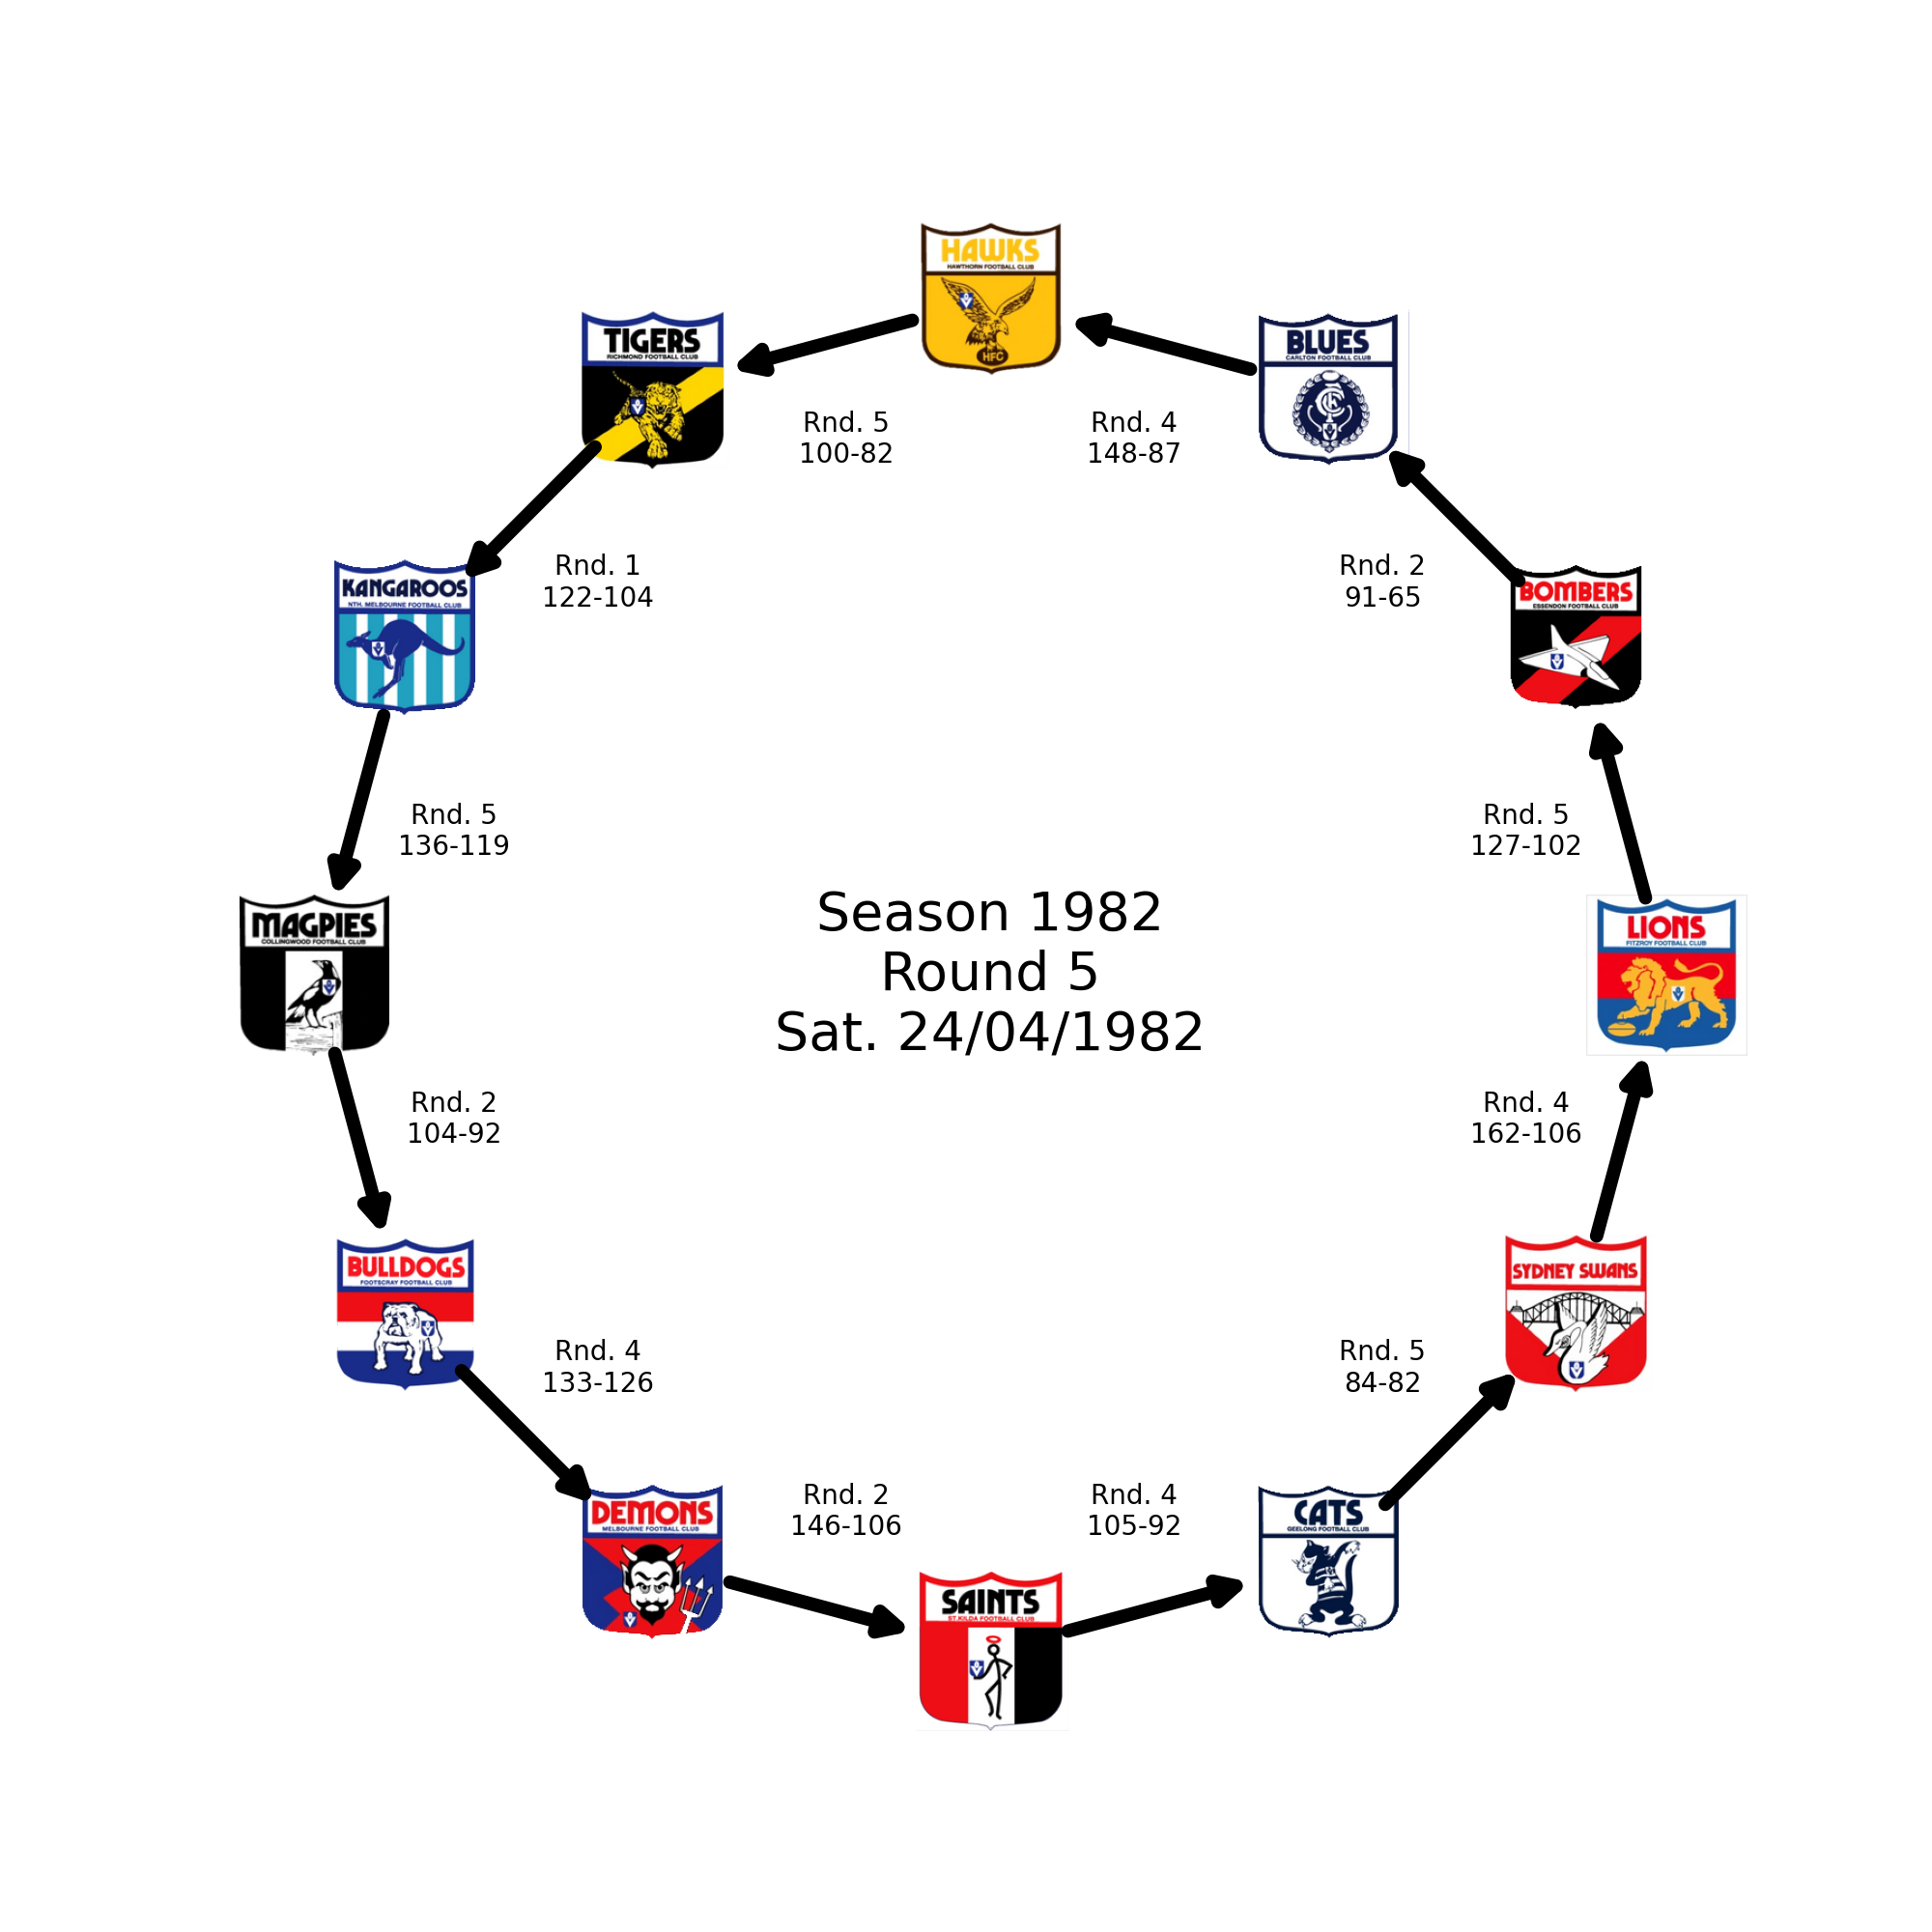 HAWKS
HAWTHORN FOOTBALL CLUB
HFC
TIGERS
RICHMOND FOOTBALL CLUB
BLUES
CARLTON FOOTBALL CLUB
CFC
Rnd. 5
100-82
Rnd. 4
148-87
KANGAROOS
NTH. MELBOURNE FOOTBALL CLUB
Rnd. 1
122-104
Rnd. 2
91-65
BOMBERS
ESSENDON FOOTBALL CLUB
Rnd. 5
136-119
Rnd. 5
127-102
MAGPIES
COLLINGWOOD FOOTBALL CLUB
Season 1982
Round 5
Sat. 24/04/1982
LIONS
FITZROY FOOTBALL CLUB
Rnd. 2
104-92
Rnd. 4
162-106
BULLDOGS
FOOTSCRAY FOOTBALL CLUB
SYDNEY SWANS
Rnd. 4
133-126
Rnd. 5
84-82
DEMONS
MELBOURNE FOOTBALL CLUB
Rnd. 2
146-106
Rnd. 4
105-92
CATS
GEELONG FOOTBALL CLUB
SAINTS
ST.KILDA FOOTBALL CLUB